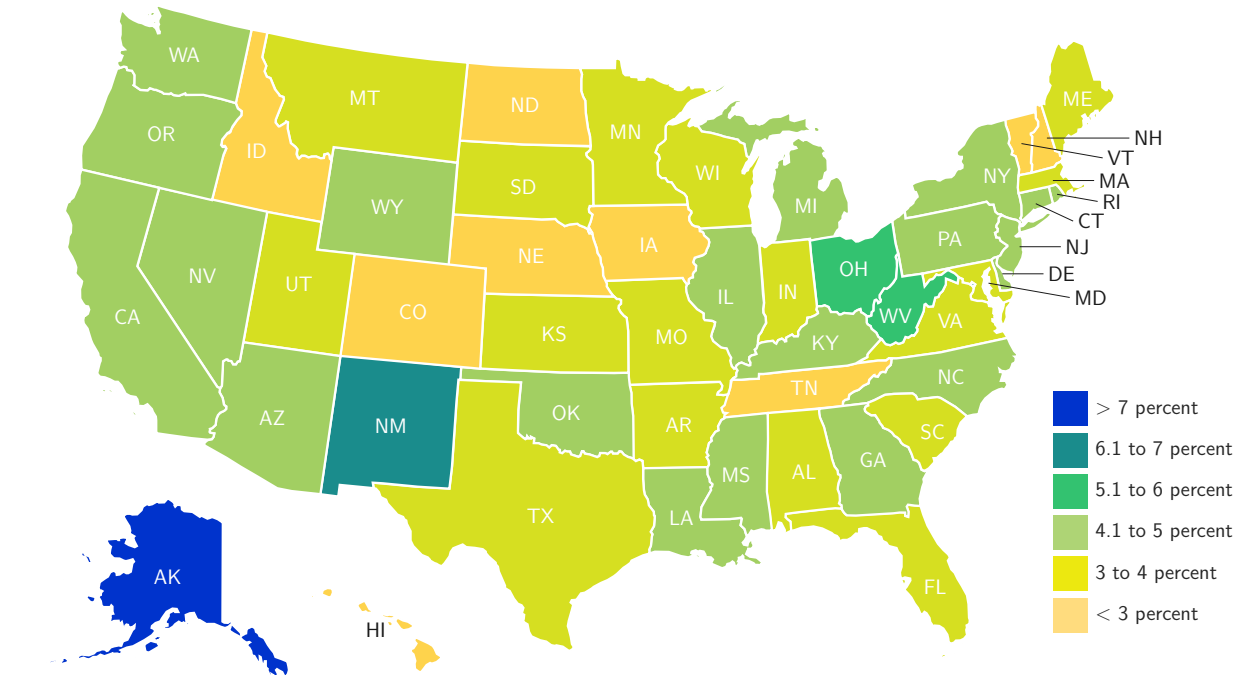 WA
MT
ND
MN
ME
OR
ID
NH
VT
SD
WI
NY
MA
RI
WY
MI
CT
PA
NJ
IA
NE
NV
UT
OH
DE
IL
IN
MD
CO
CA
WV
VA
KS
MO
KY
NC
TN
AZ
NM
OK
AR
SC
GA
MS
AL
TX
LA
FL
AK
HI
> 7 percent
6.1 to 7 percent
5.1 to 6 percent
4.1 to 5 percent
3 to 4 percent
< 3 percent